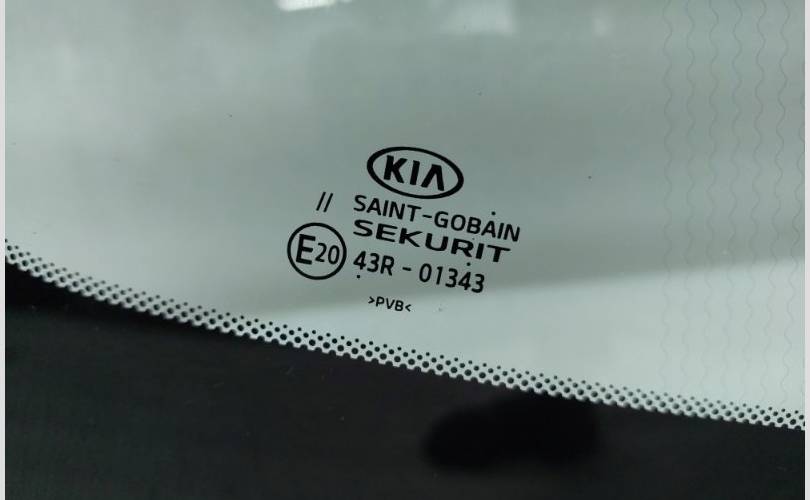 KIA
// SAINT-GOBAIN
SEKURIT
E20 43R - 01343
>PVB<